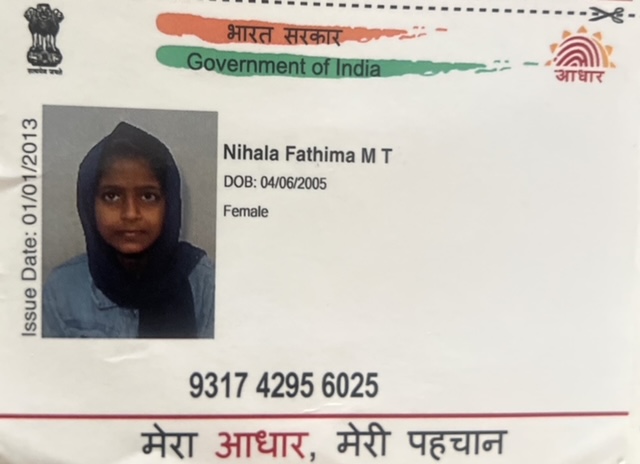 भारत सरकार
Government of India
सत्यमेव जयते
आधार
Issue Date: 01/01/2013
Nihala Fathima M T
DOB: 04/06/2005
Female
9317 4295 6025
मेरा आधार, मेरी पहचान